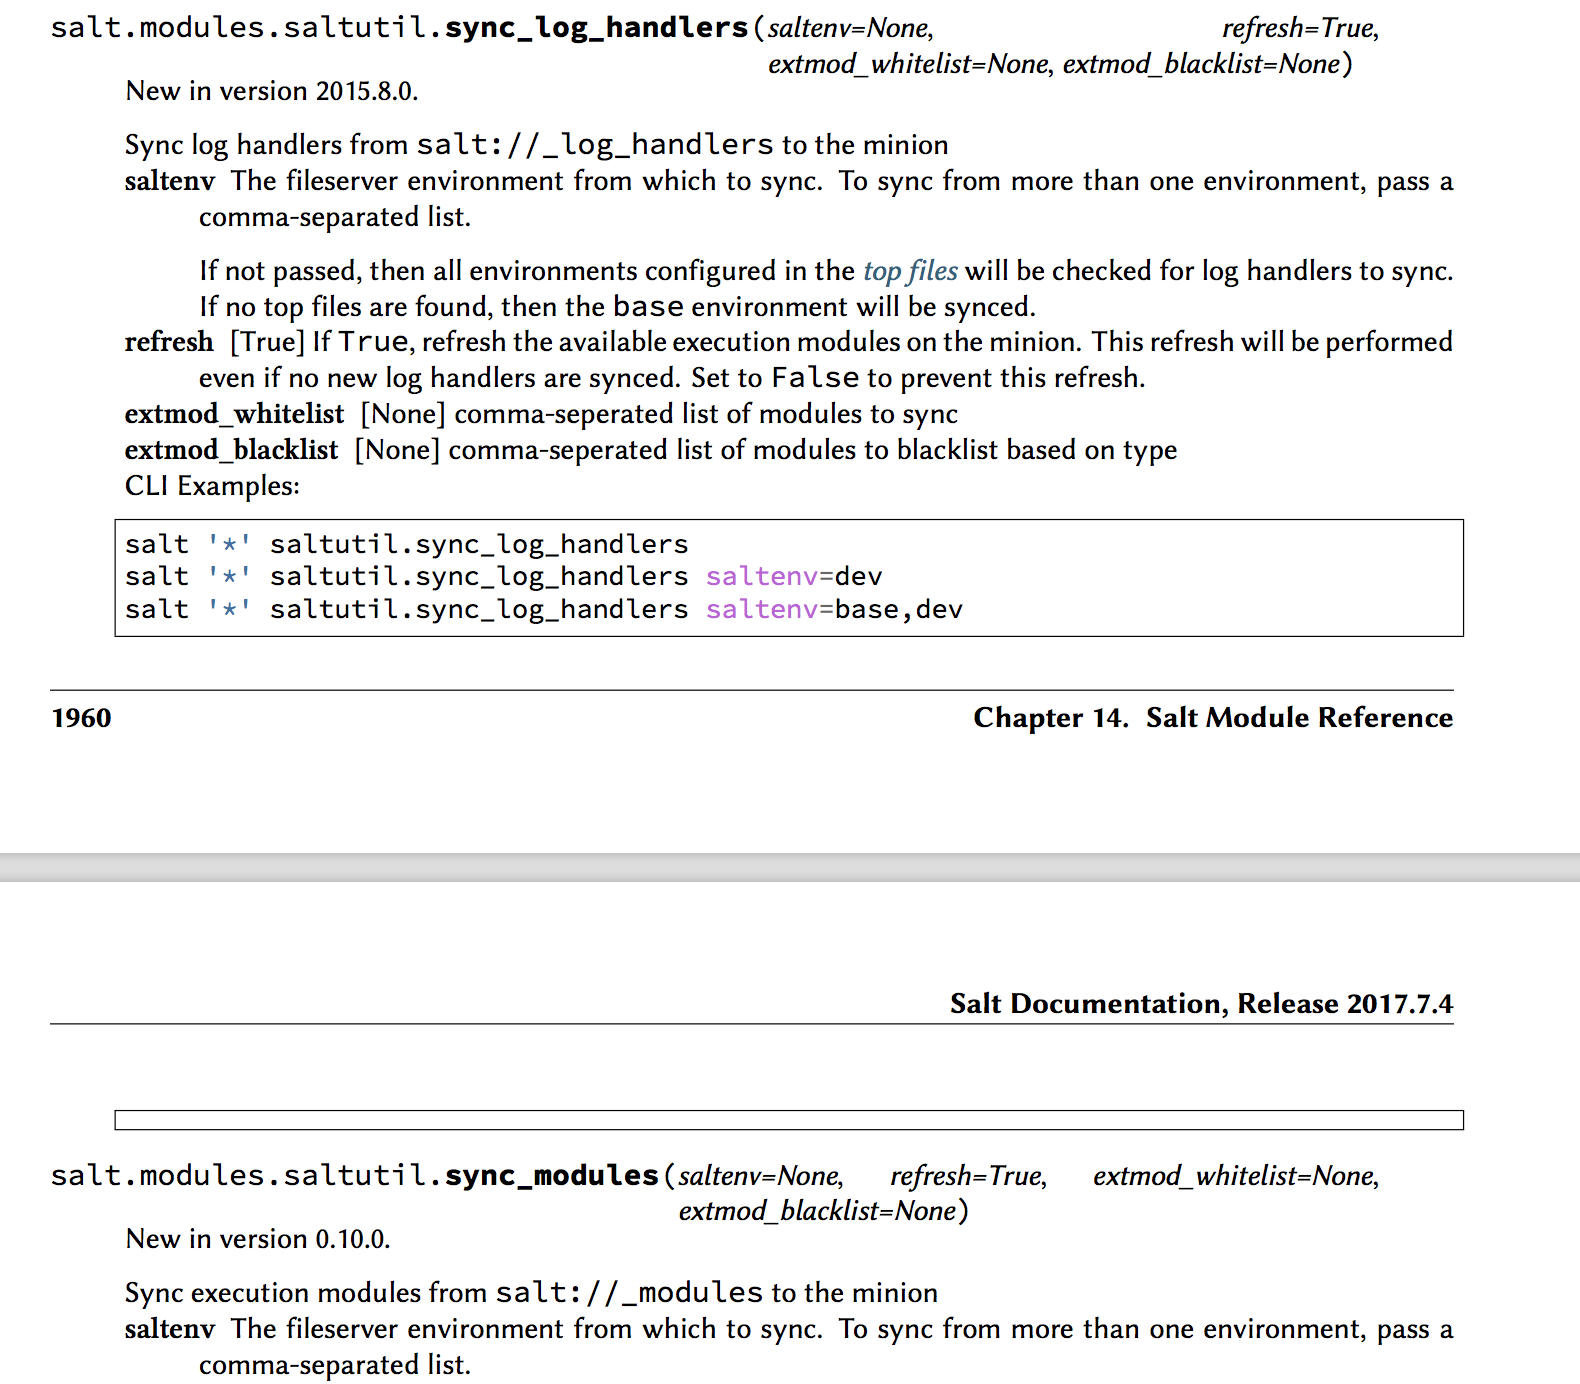 salt.modules.saltutil.sync_log_handlers(saltenv=None, refresh=True,
extmod_whitelist=None, extmod_blacklist=None)
New in version 2015.8.0.
Sync log handlers from salt://_log_handlers to the minion
saltenv The fileserver environment from which to sync. To sync from more than one environment, pass a
comma-separated list.
If not passed, then all environments configured in the top files will be checked for log handlers to sync.
If no top files are found, then the base environment will be synced.
refresh [True] If True, refresh the available execution modules on the minion. This refresh will be performed
even if no new log handlers are synced. Set to False to prevent this refresh.
extmod_whitelist [None] comma-seperated list of modules to sync
extmod_blacklist [None] comma-seperated list of modules to blacklist based on type
CLI Examples:
salt '*' saltutil.sync_log_handlers
salt '*' saltutil.sync_log_handlers saltenv=dev
salt '*' saltutil.sync_log_handlers saltenv=base,dev
1960 Chapter 14. Salt Module Reference
Salt Documentation, Release 2017.7.4
salt.modules.saltutil.sync_modules(saltenv=None, refresh=True, extmod_whitelist=None,
extmod_blacklist=None)
New in version 0.10.0.
Sync execution modules from salt://_modules to the minion
saltenv The fileserver environment from which to sync. To sync from more than one environment, pass a
comma-separated list.